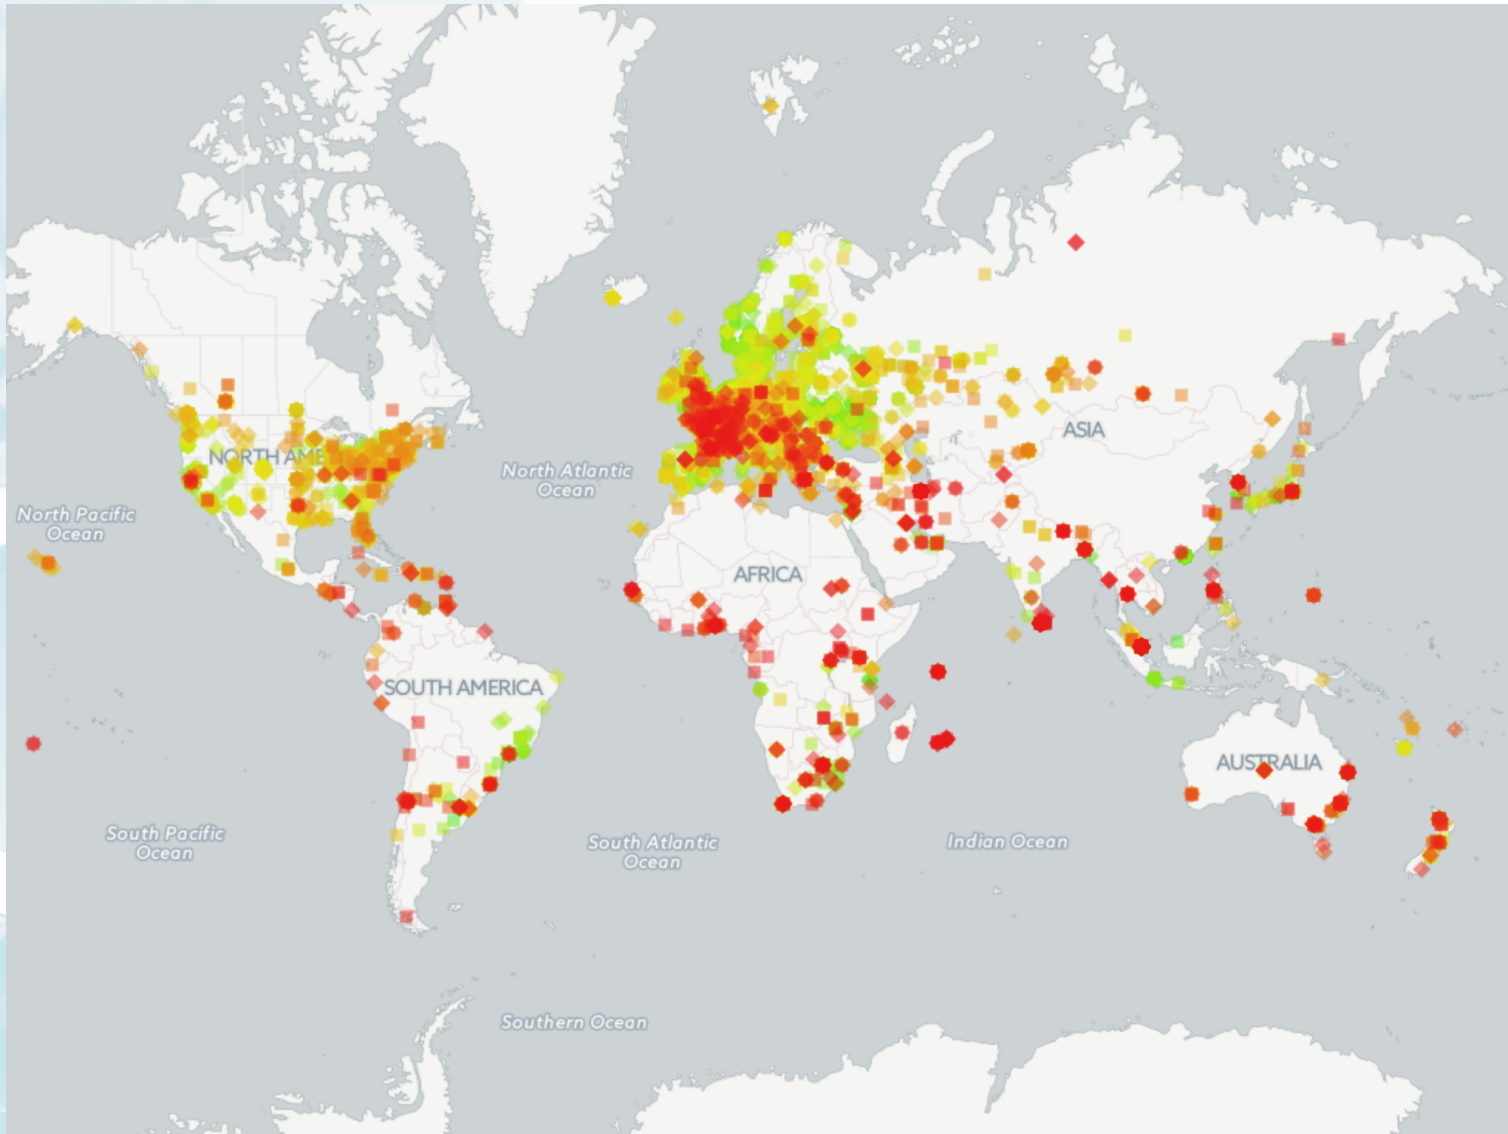 NORTH AME
ASIA
North Atlantic
Ocean
North Pacific
Ocean
AFRICA
SOUTH AMERICA
AUSTRALIA
South Pacific
Ocean
South Atlantic
Ocean
Indian Ocean
Southern Ocean